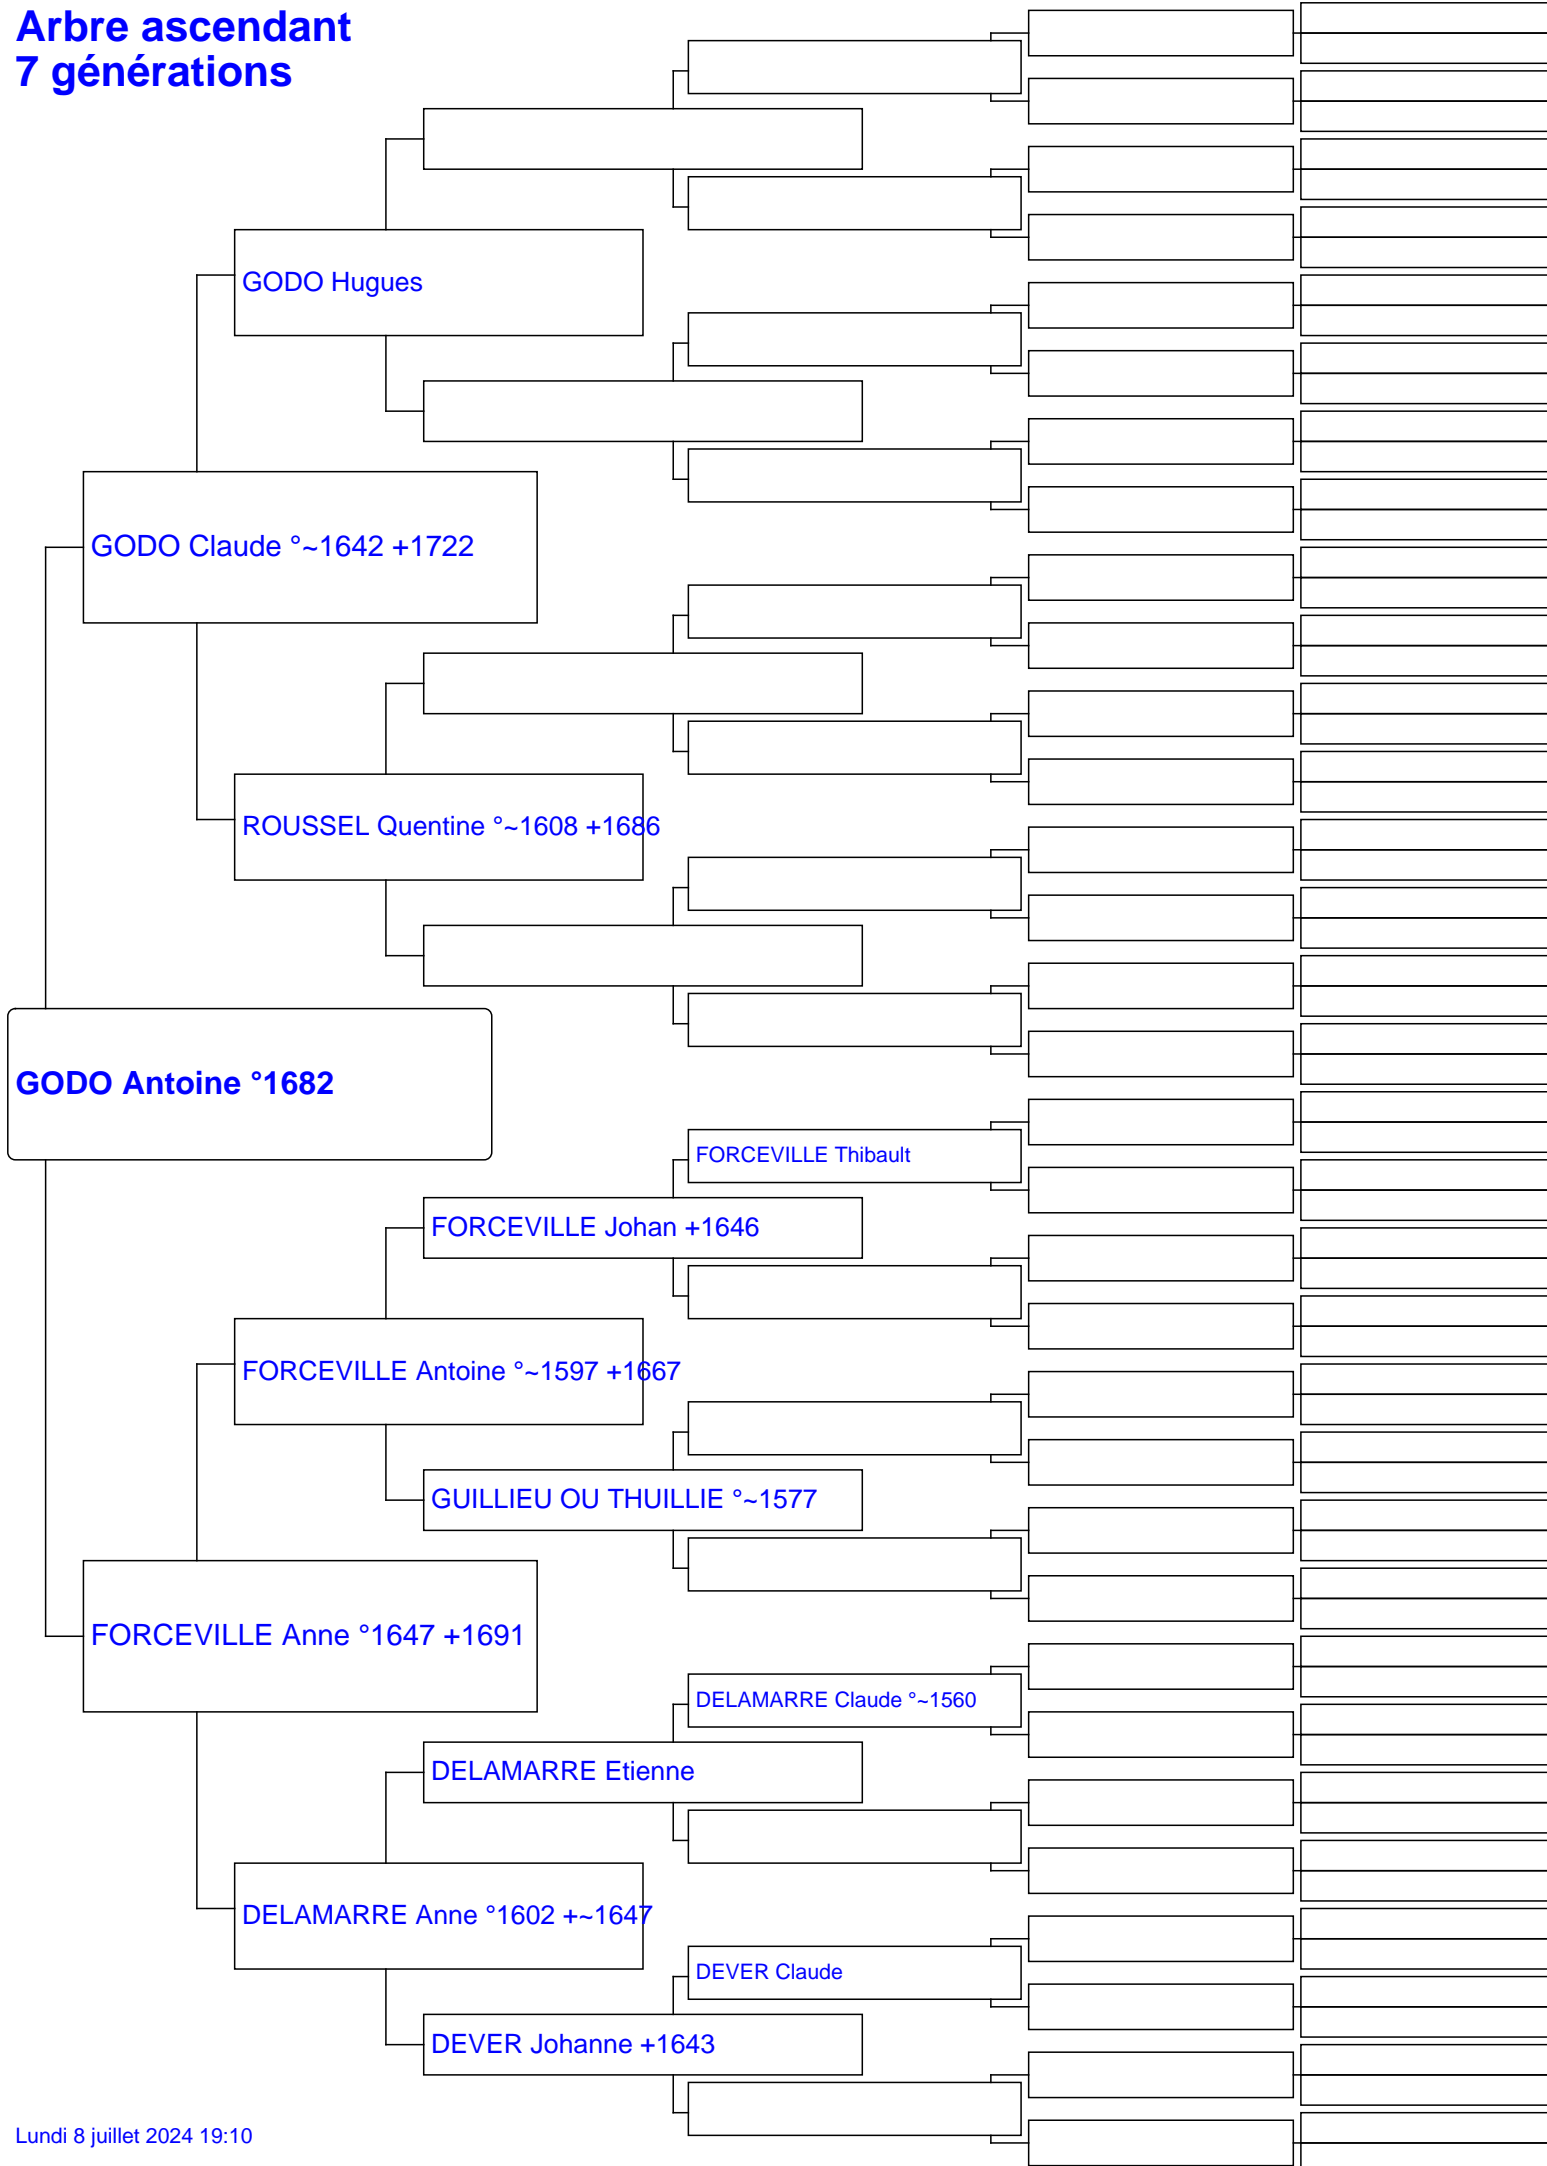 Arbre ascendant
7 générations
GODO Hugues
GODO Claude °~1642 +1722
ROUSSEL Quentine °~1608 +1686
GODO Antoine °1682
FORCEVILLE Thibault
FORCEVILLE Johan +1646
FORCEVILLE Antoine °~1597 +1667
GUILLIEU OU THUILLIE °~1577
FORCEVILLE Anne °1647 +1691
DELAMARRE Claude °~1560
DELAMARRE Etienne
DELAMARRE Anne °1602 +~1647
DEVER Claude
DEVER Johanne +1643
Lundi 8 juillet 2024 19:10